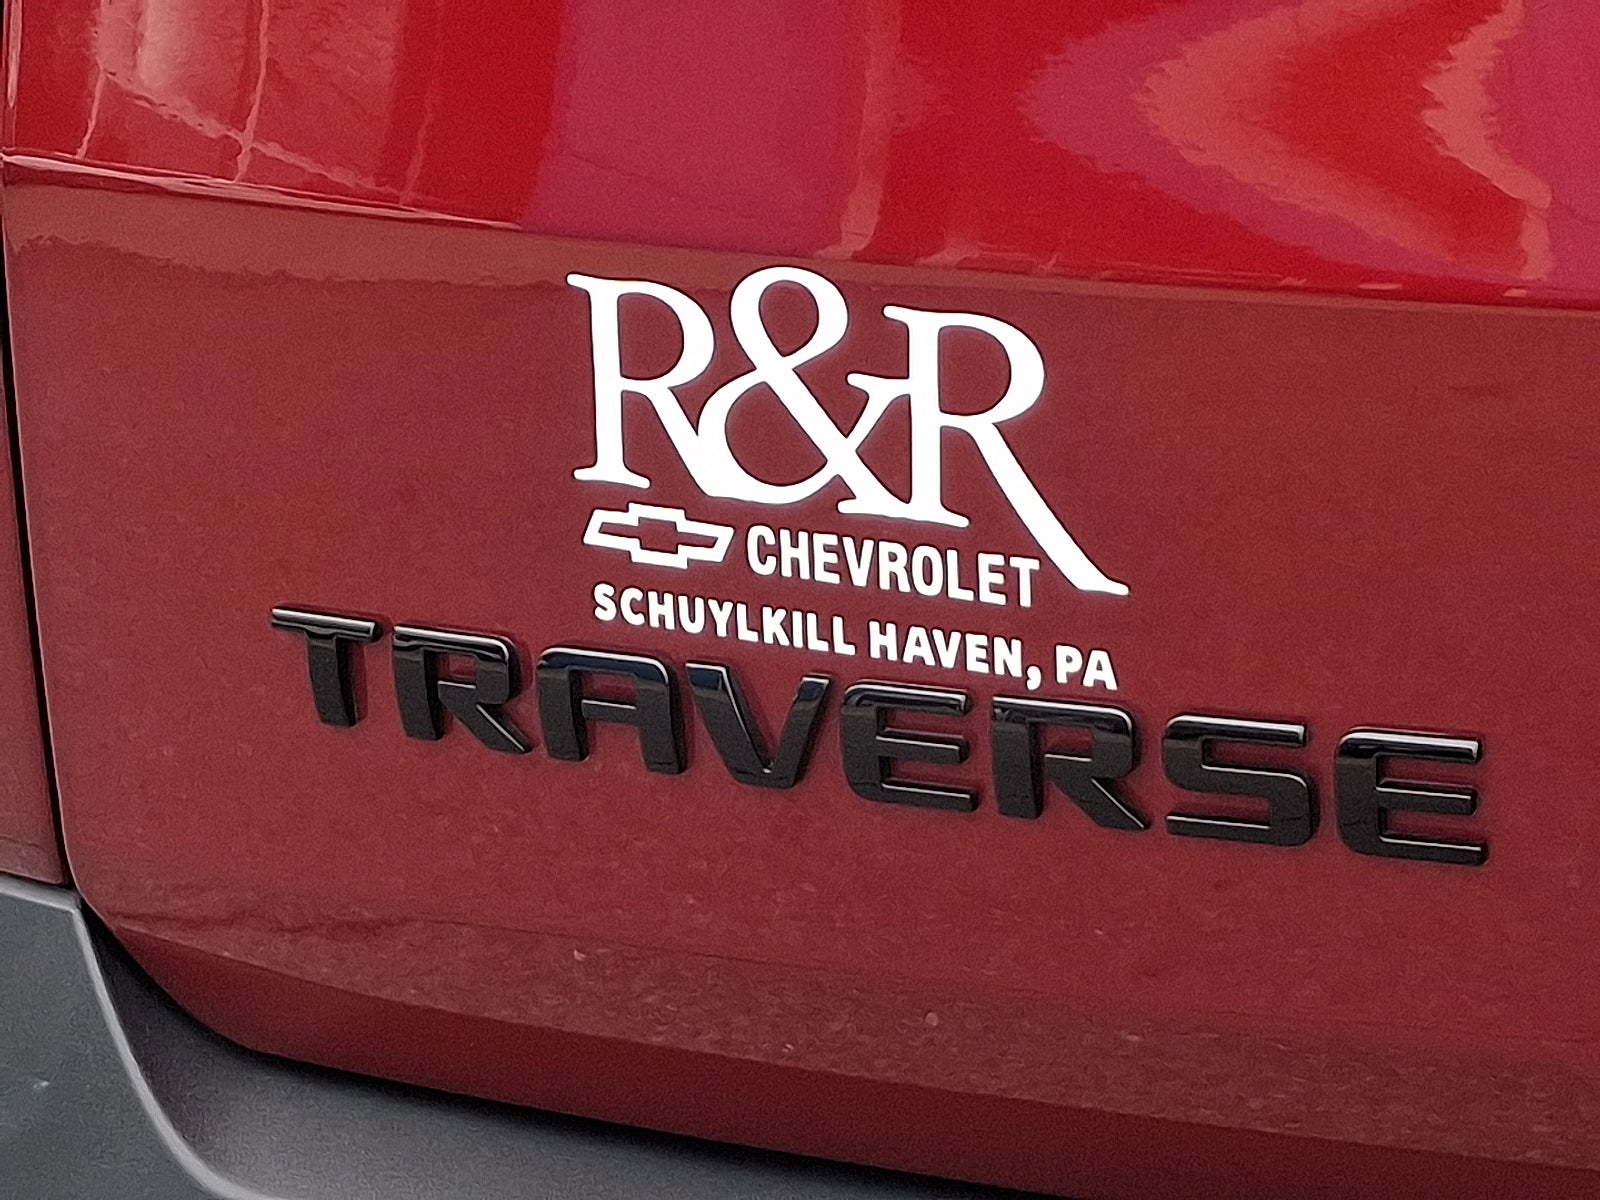 R&R
CHEVROLET
SCHUYLKILL HAVEN, PA
TRAVERSE